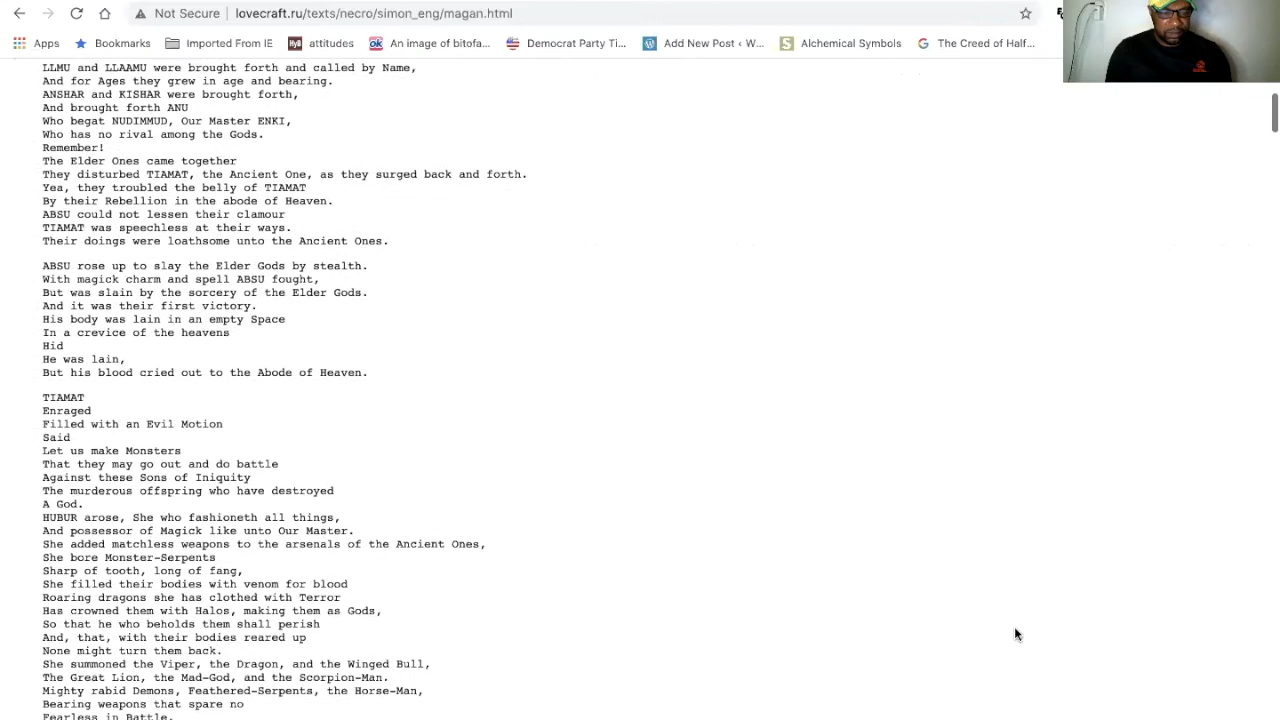 Not Secure
lovecraft.ru/texts/necro/simon_eng/magan.html
Apps
Bookmarks
Imported From IE
HyB
attitudes
ok
An image of bitofa...
Democrat Party Ti...
Add New Post ‹ W...
S
Alchemical Symbols
G
The Creed of Half...
LLMU and LLAAMU were brought forth and called by Name,
And for Ages they grew in age and bearing.
ANSHAR and KISHAR were brought forth,
And brought forth ANU
Who begat NUDIMMUD, Our Master ENKI,
Who has no rival among the Gods.
Remember!
The Elder Ones came together
They disturbed TIAMAT, the Ancient One, as they surged back and forth.
Yea, they troubled the belly of TIAMAT
By their Rebellion in the abode of Heaven.
ABSU could not lessen their clamour
TIAMAT was speechless at their ways.
Their doings were loathsome unto the Ancient Ones.
ABSU rose up to slay the Elder Gods by stealth.
With magick charm and spell ABSU fought,
But was slain by the sorcery of the Elder Gods.
And it was their first victory.
His body was lain in an empty Space
In a crevice of the heavens
Hid
He was lain,
But his blood cried out to the Abode of Heaven.
TIAMAT
Enraged
Filled with an Evil Motion
Said
Let us make Monsters
That they may go out and do battle
Against these Sons of Iniquity
The murderous offspring who have destroyed
A God.
HUBUR arose, She who fashioneth all things,
And possessor of Magick like unto Our Master.
She added matchless weapons to the arsenals of the Ancient Ones,
She bore Monster-Serpents
Sharp of tooth, long of fang,
She filled their bodies with venom for blood
Roaring dragons she has clothed with Terror
Has crowned them with Halos, making them as Gods,
So that he who beholds them shall perish
And, that, with their bodies reared up
None might turn them back.
She summoned the Viper, the Dragon, and the Winged Bull,
The Great Lion, the Mad-God, and the Scorpion-Man.
Mighty rabid Demons, Feathered-Serpents, the Horse-Man,
Bearing weapons that spare no
Fearless in Battle,